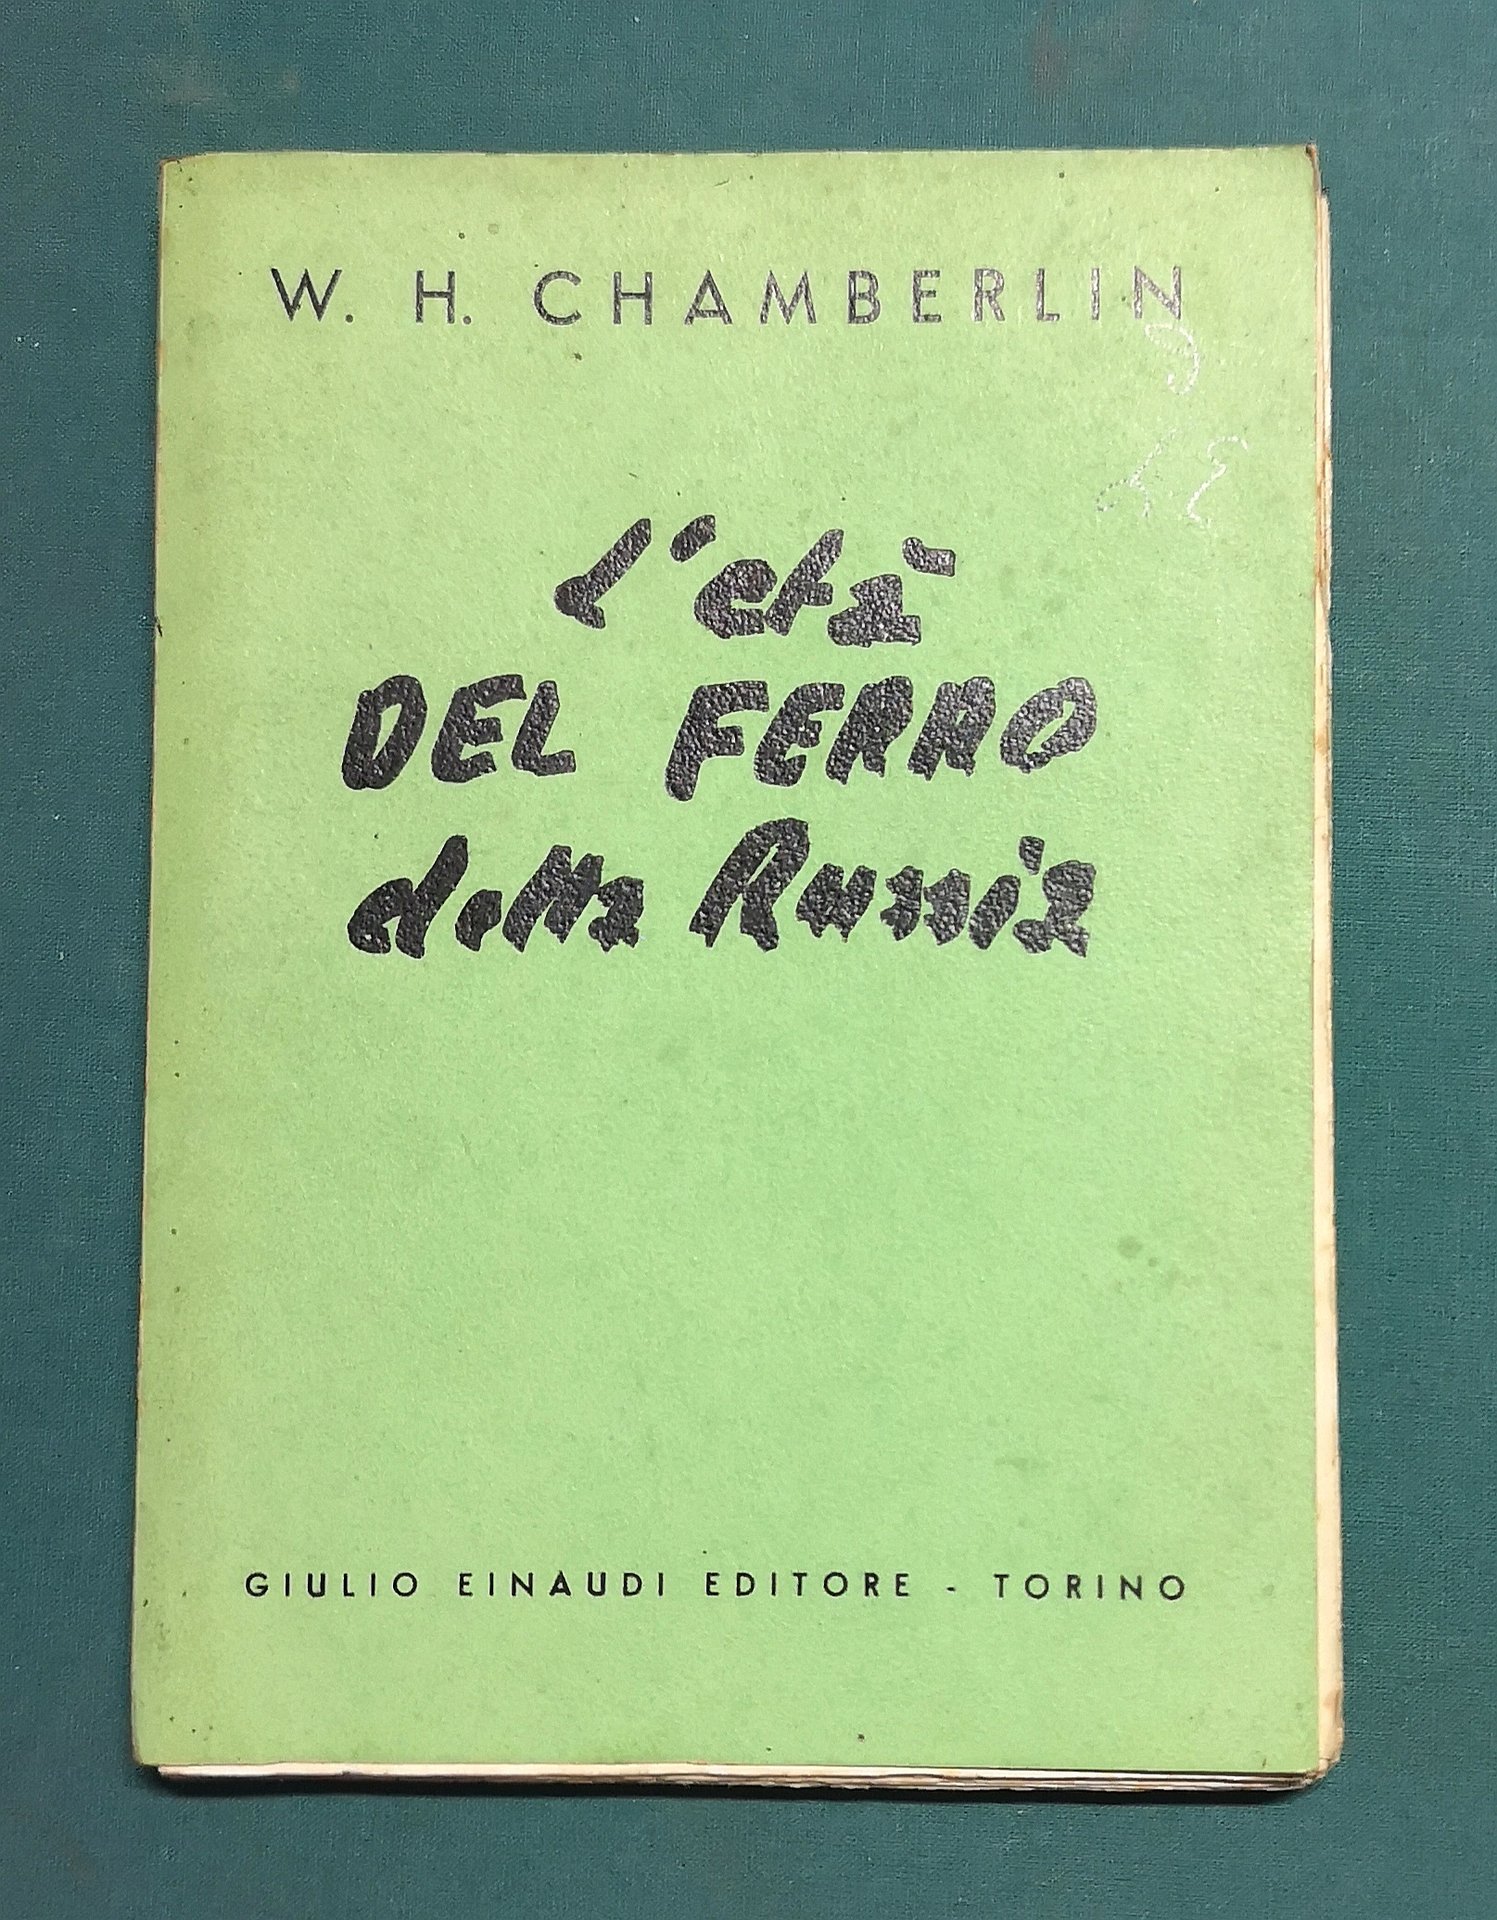 W. H. CHAMBERLIN
l'età
DEL FERRO
della Russia
GIULIO EINAUDI EDITORE - TORINO